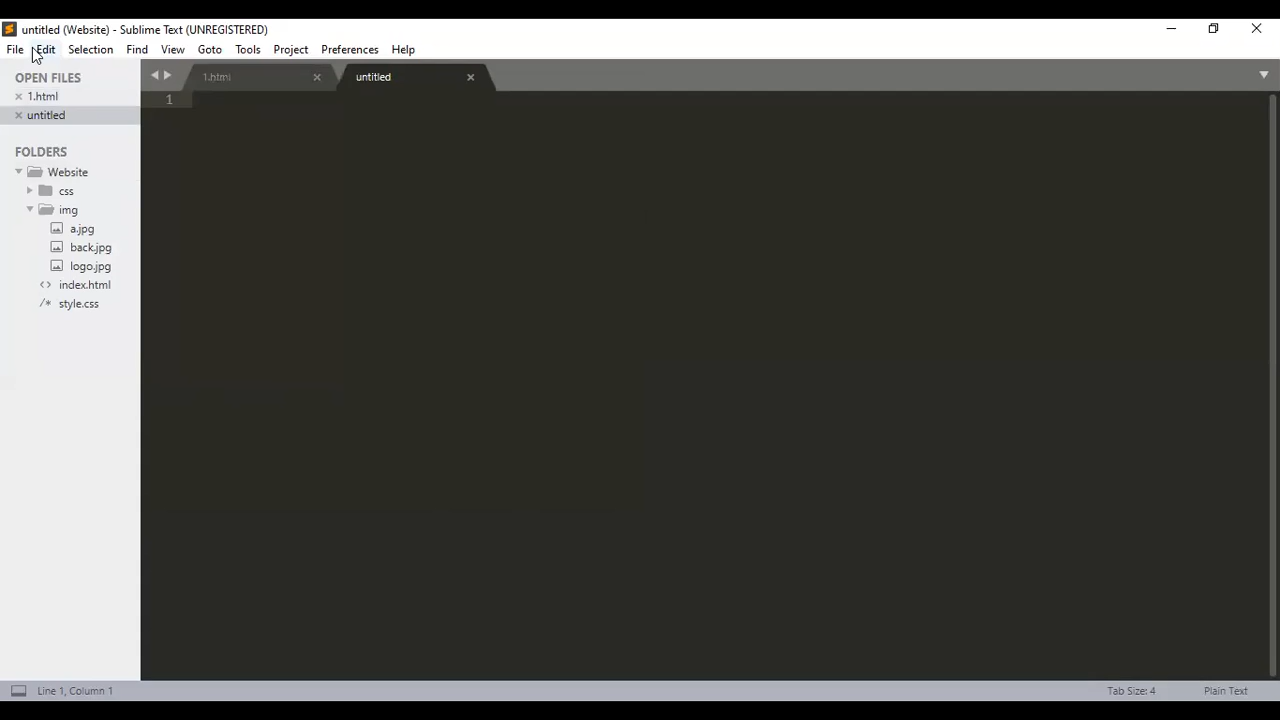 untitled (Website) - Sublime Text (UNREGISTERED)
File Edit Selection Find View Goto Tools Project Preferences Help
OPEN FILES
1.html
untitled
FOLDERS
Website
css
img
a.jpg
back.jpg
logo.jpg
<> index.html
/* style.css
1.html
untitled
1
Line 1, Column 1
Tab Size: 4
Plain Text